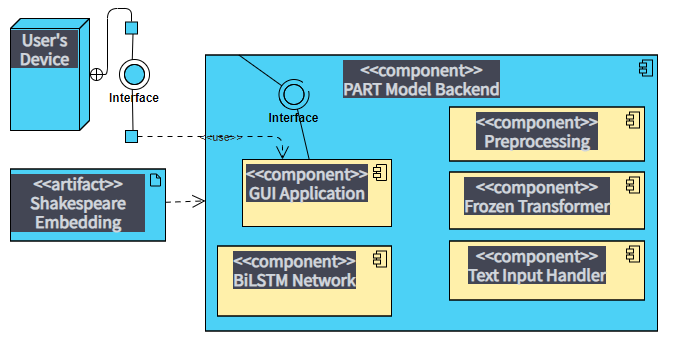 User's
Device
Interface
<<use>>
<<artifact>>
Shakespeare
Embedding
<<component>>
PART Model Backend
Interface
<<component>>
GUI Application
<<component>>
BiLSTM Network
<<component>>
Preprocessing
<<component>>
Frozen Transformer
<<component>>
Text Input Handler